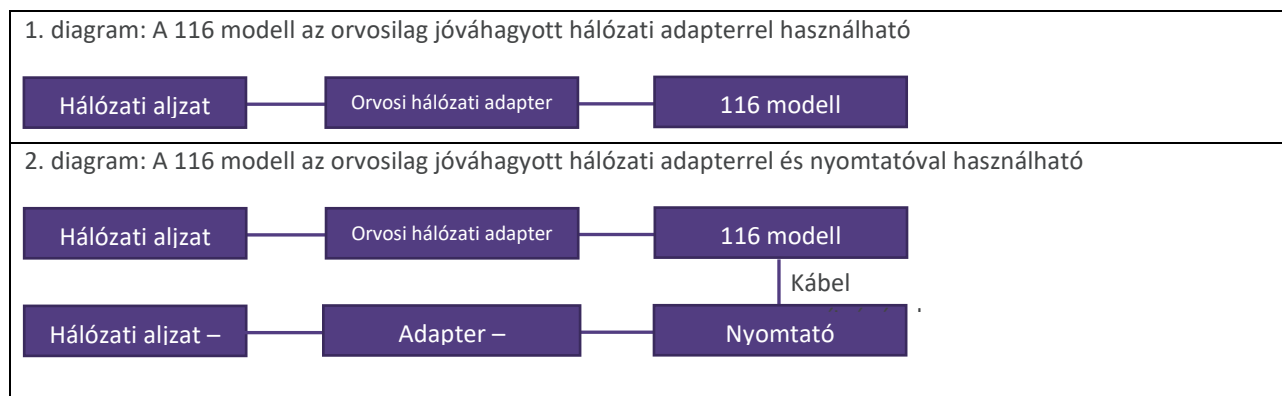 1. diagram: A 116 modell az orvosilag jóváhagyott hálózati adapterrel használható
Hálózati aljzat
Orvosi hálózati adapter
116 modell
2. diagram: A 116 modell az orvosilag jóváhagyott hálózati adapterrel és nyomtatóval használható
Hálózati aljzat
Orvosi hálózati adapter
116 modell
Kábel
Hálózati aljzat –
Adapter –
Nyomtató